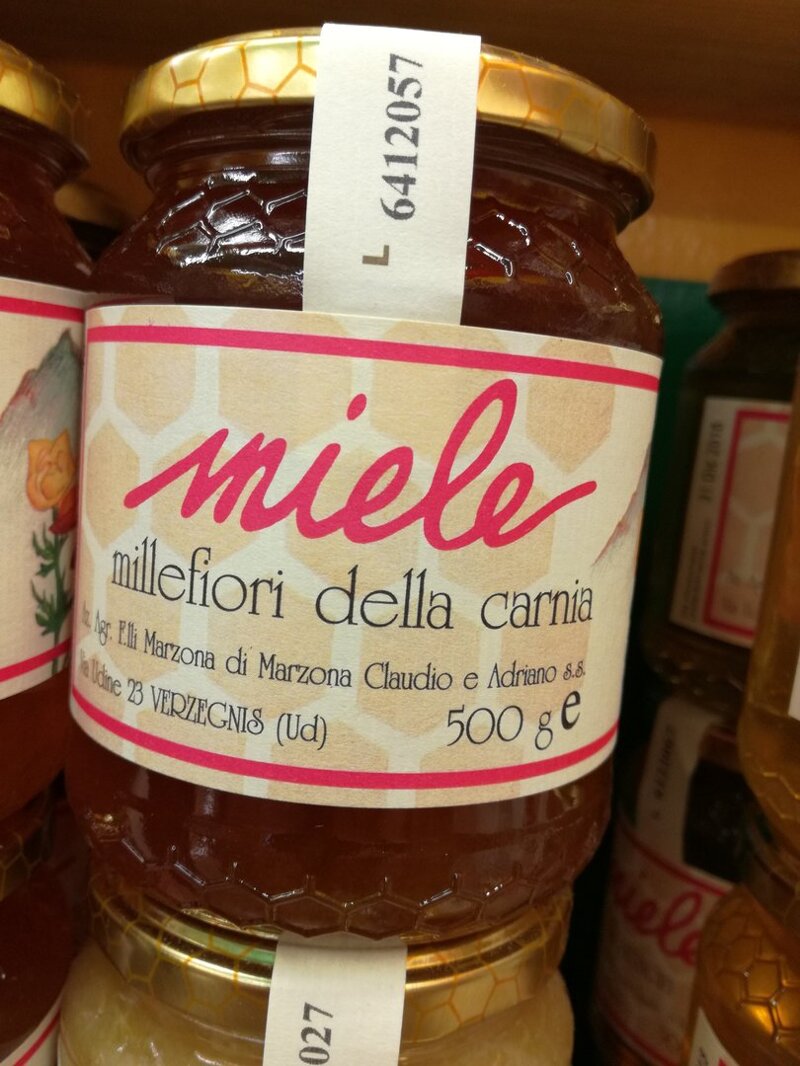 L 6412057
miele
millefiori della carnia
Az. Agr. F.lli Marzona di Marzona Claudio e Adriano s.s.
Via Udine 23 VERZEGNIS (Ud)
500 g e
027
miele